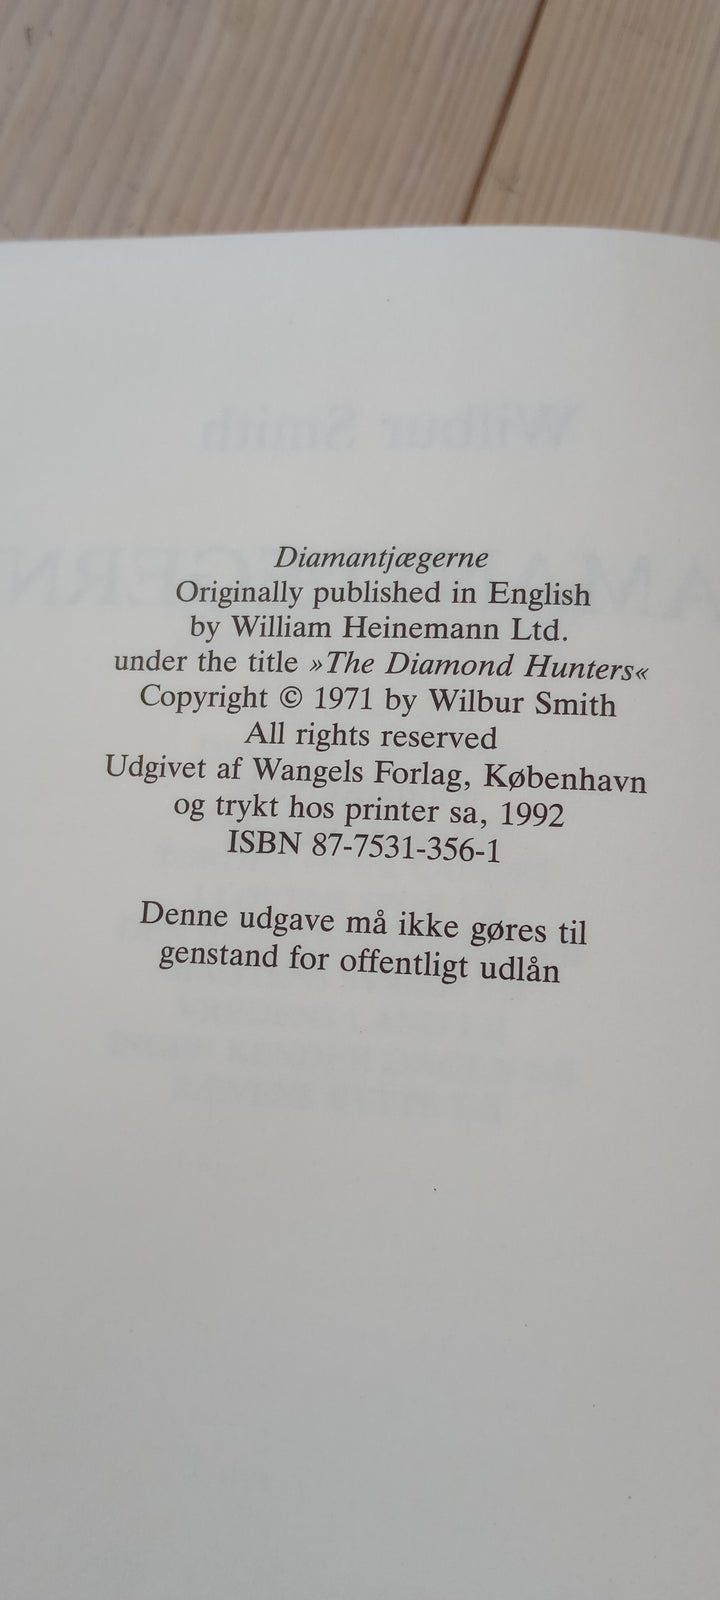 Diamantjægerne
Originally published in English
by William Heinemann Ltd.
under the title »The Diamond Hunters«
Copyright © 1971 by Wilbur Smith
All rights reserved
Udgivet af Wangels Forlag, København
og trykt hos printer sa, 1992
ISBN 87-7531-356-1
Denne udgave må ikke gøres til
genstand for offentligt udlån